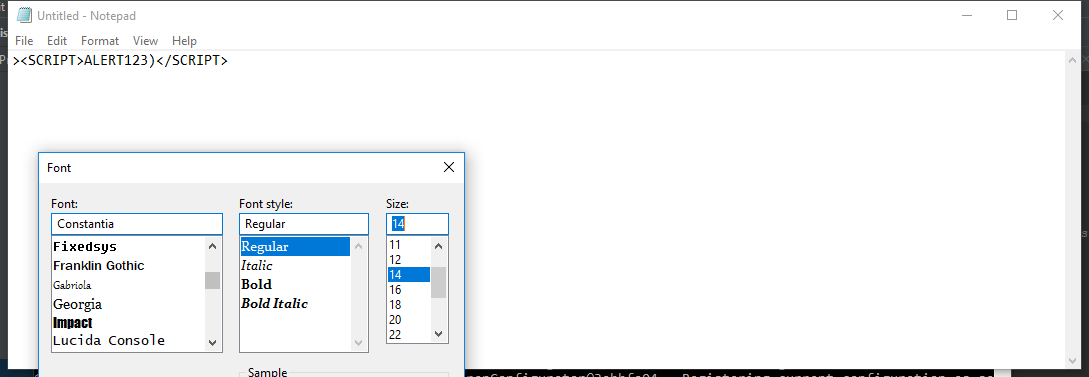 Untitled - Notepad
File Edit Format View Help
><SCRIPT>ALERT123)</SCRIPT>
Font
Font: Font style: Size:
Constantia Regular 14
Fixedsys Regular 11
Franklin Gothic Italic 12
Gabriola Bold 14
Georgia Bold Italic 16
Impact 18
Lucida Console 20
22
Sample